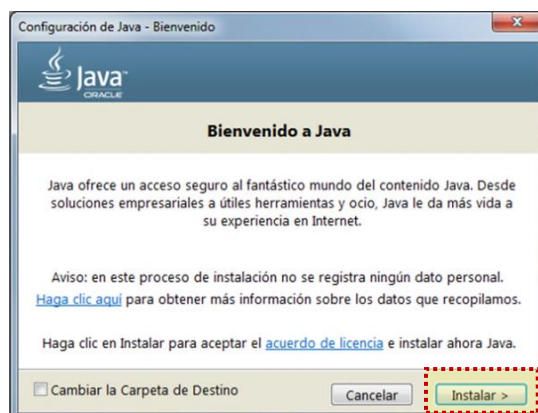 Configuración de Java - Bienvenido
Java™
ORACLE
Bienvenido a Java
Java ofrece un acceso seguro al fantástico mundo del contenido Java. Desde
soluciones empresariales a útiles herramientas y ocio, Java le da más vida a
su experiencia en Internet.
Aviso: en este proceso de instalación no se registra ningún dato personal.
Haga clic aquí para obtener más información sobre los datos que recopilamos.
Haga clic en Instalar para aceptar el acuerdo de licencia e instalar ahora Java.
Cambiar la Carpeta de Destino
Cancelar
Instalar >